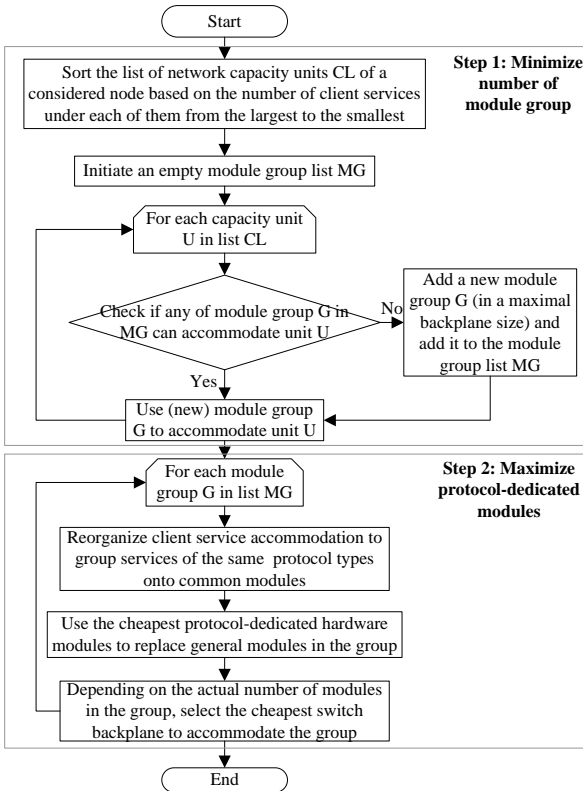 Start
Step 1: Minimize
number of
module group
Sort the list of network capacity units CL of a
considered node based on the number of client services
under each of them from the largest to the smallest
Initiate an empty module group list MG
For each capacity unit
U in list CL
Check if any of module group G in
MG can accommodate unit U
No
Add a new module
group G (in a maximal
backplane size) and
add it to the module
group list MG
Yes
Use (new) module group
G to accommodate unit U
Step 2: Maximize
protocol-dedicated
modules
For each module
group G in list MG
Reorganize client service accommodation to
group services of the same protocol types
onto common modules
Use the cheapest protocol-dedicated hardware
modules to replace general modules in the group
Depending on the actual number of modules
in the group, select the cheapest switch
backplane to accommodate the group
End